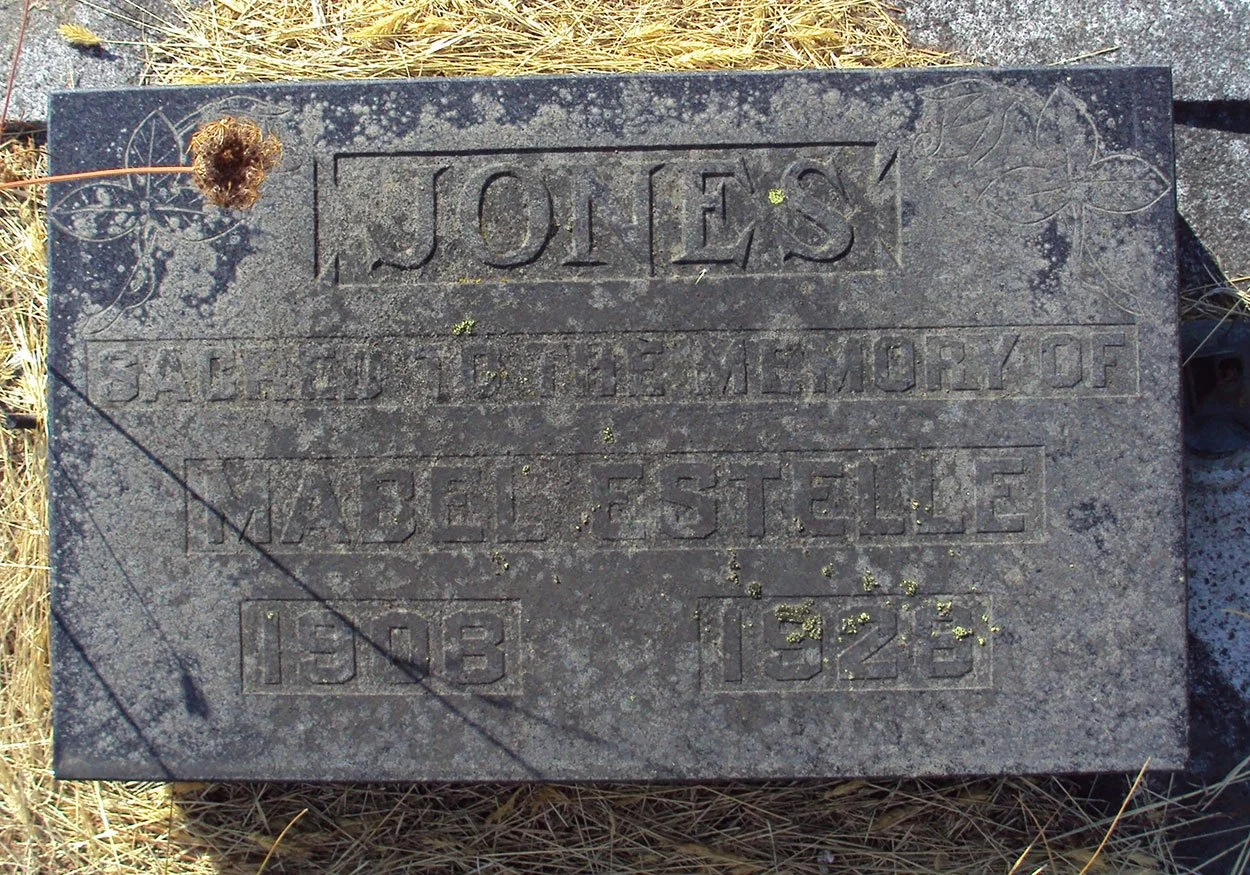 JONES
SACRED TO THE MEMORY OF
MABEL ESTELLE
1908 1926